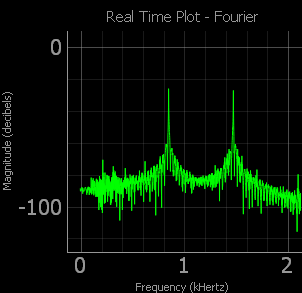 Real Time Plot - Fourier
0
Magnitude (decibels)
-100
0 1 2
Frequency (kHertz)